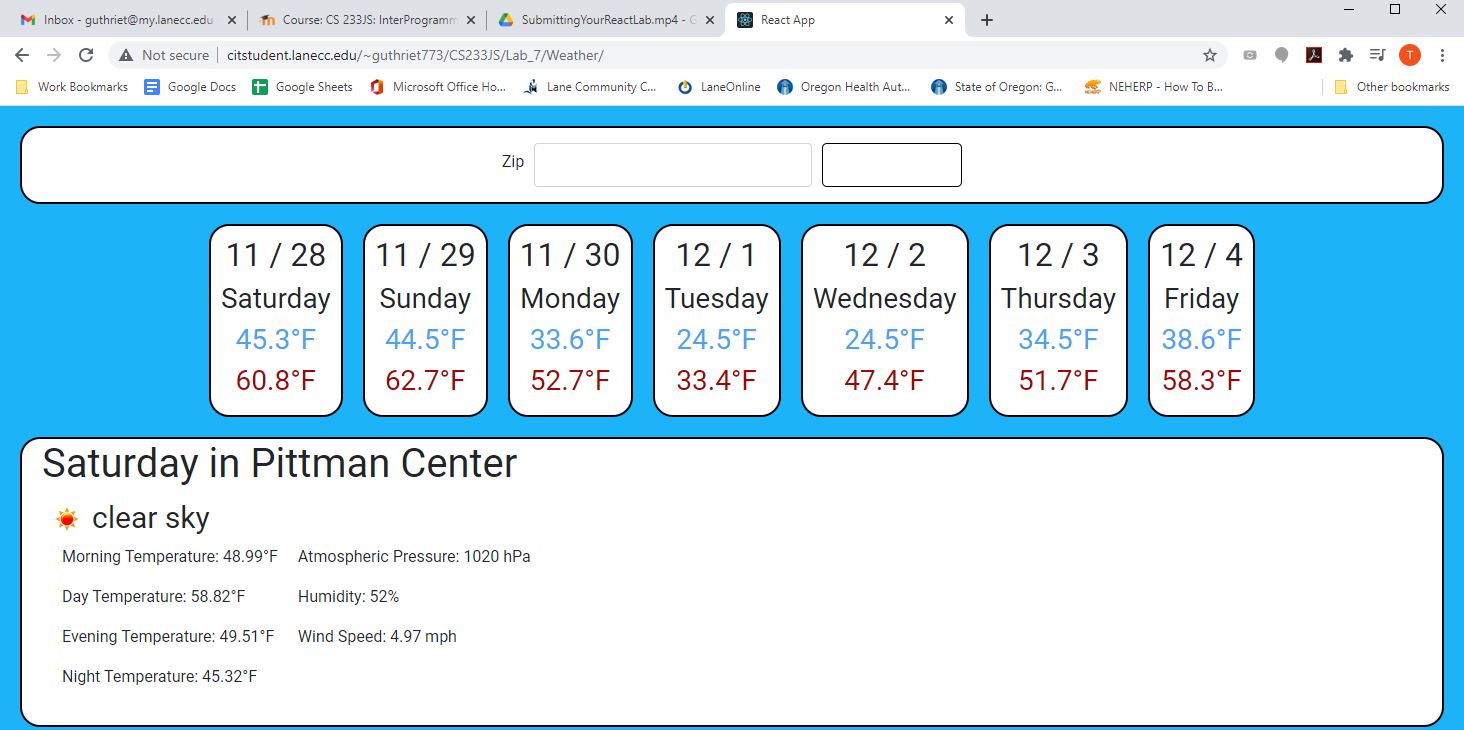 Inbox - guthriet@my.lanecc.edu
Course: CS 233JS: InterProgramm
SubmittingYourReactLab.mp4 - G
React App
Not secure
citstudent.lanecc.edu/~guthriet773/CS233JS/Lab_7/Weather/
T
Work Bookmarks
Google Docs
Google Sheets
Microsoft Office Ho...
Lane Community C...
LaneOnline
Oregon Health Aut...
State of Oregon: G...
NEHERP - How To B...
Other bookmarks
Zip
11 / 28
Saturday
45.3°F
60.8°F
11 / 29
Sunday
44.5°F
62.7°F
11 / 30
Monday
33.6°F
52.7°F
12 / 1
Tuesday
24.5°F
33.4°F
12 / 2
Wednesday
24.5°F
47.4°F
12 / 3
Thursday
34.5°F
51.7°F
12 / 4
Friday
38.6°F
58.3°F
Saturday in Pittman Center
clear sky
Morning Temperature: 48.99°F
Day Temperature: 58.82°F
Evening Temperature: 49.51°F
Night Temperature: 45.32°F
Atmospheric Pressure: 1020 hPa
Humidity: 52%
Wind Speed: 4.97 mph